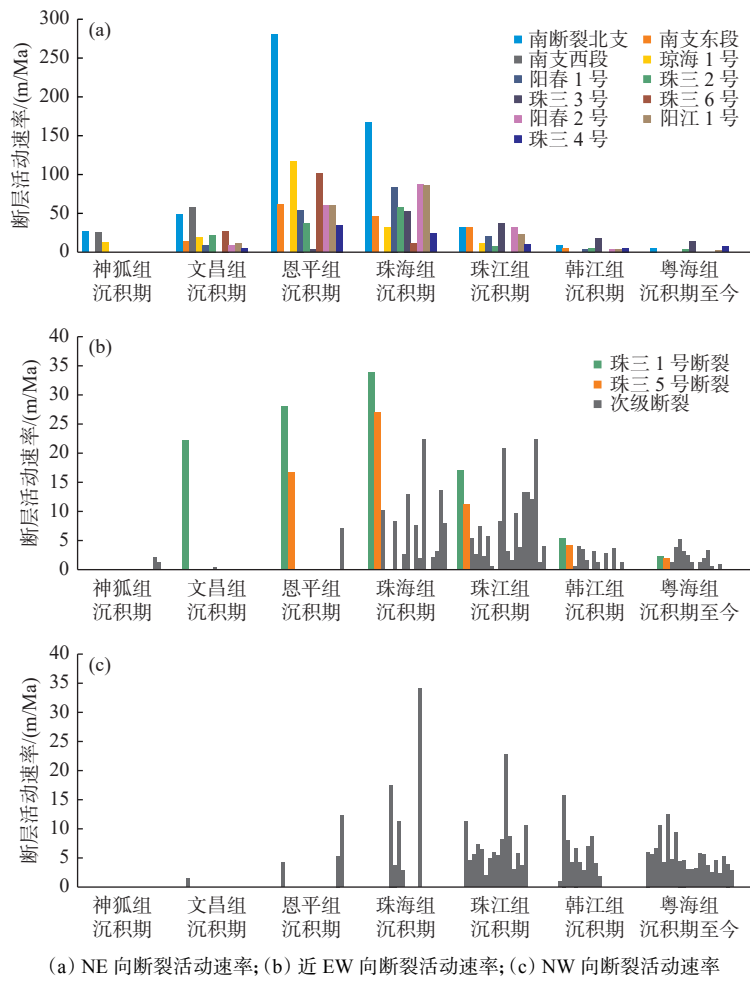 (a)
300
250
200
150
100
50
0
断层活动速率/(m/Ma)
南断裂北支 南支东段
南支西段 琼海 1 号
阳春 1 号 珠三 2 号
珠三 3 号 珠三 6 号
阳春 2 号 阳江 1 号
珠三 4 号
神狐组 文昌组 恩平组 珠海组 珠江组 韩江组 粤海组
沉积期 沉积期 沉积期 沉积期 沉积期 沉积期 沉积期至今
(b)
40
35
30
25
20
15
10
5
0
断层活动速率/(m/Ma)
珠三 1 号断裂
珠三 5 号断裂
次级断裂
神狐组 文昌组 恩平组 珠海组 珠江组 韩江组 粤海组
沉积期 沉积期 沉积期 沉积期 沉积期 沉积期 沉积期至今
(c)
40
35
30
25
20
15
10
5
0
断层活动速率/(m/Ma)
神狐组 文昌组 恩平组 珠海组 珠江组 韩江组 粤海组
沉积期 沉积期 沉积期 沉积期 沉积期 沉积期 沉积期至今
(a) NE 向断裂活动速率; (b) 近 EW 向断裂活动速率; (c) NW 向断裂活动速率